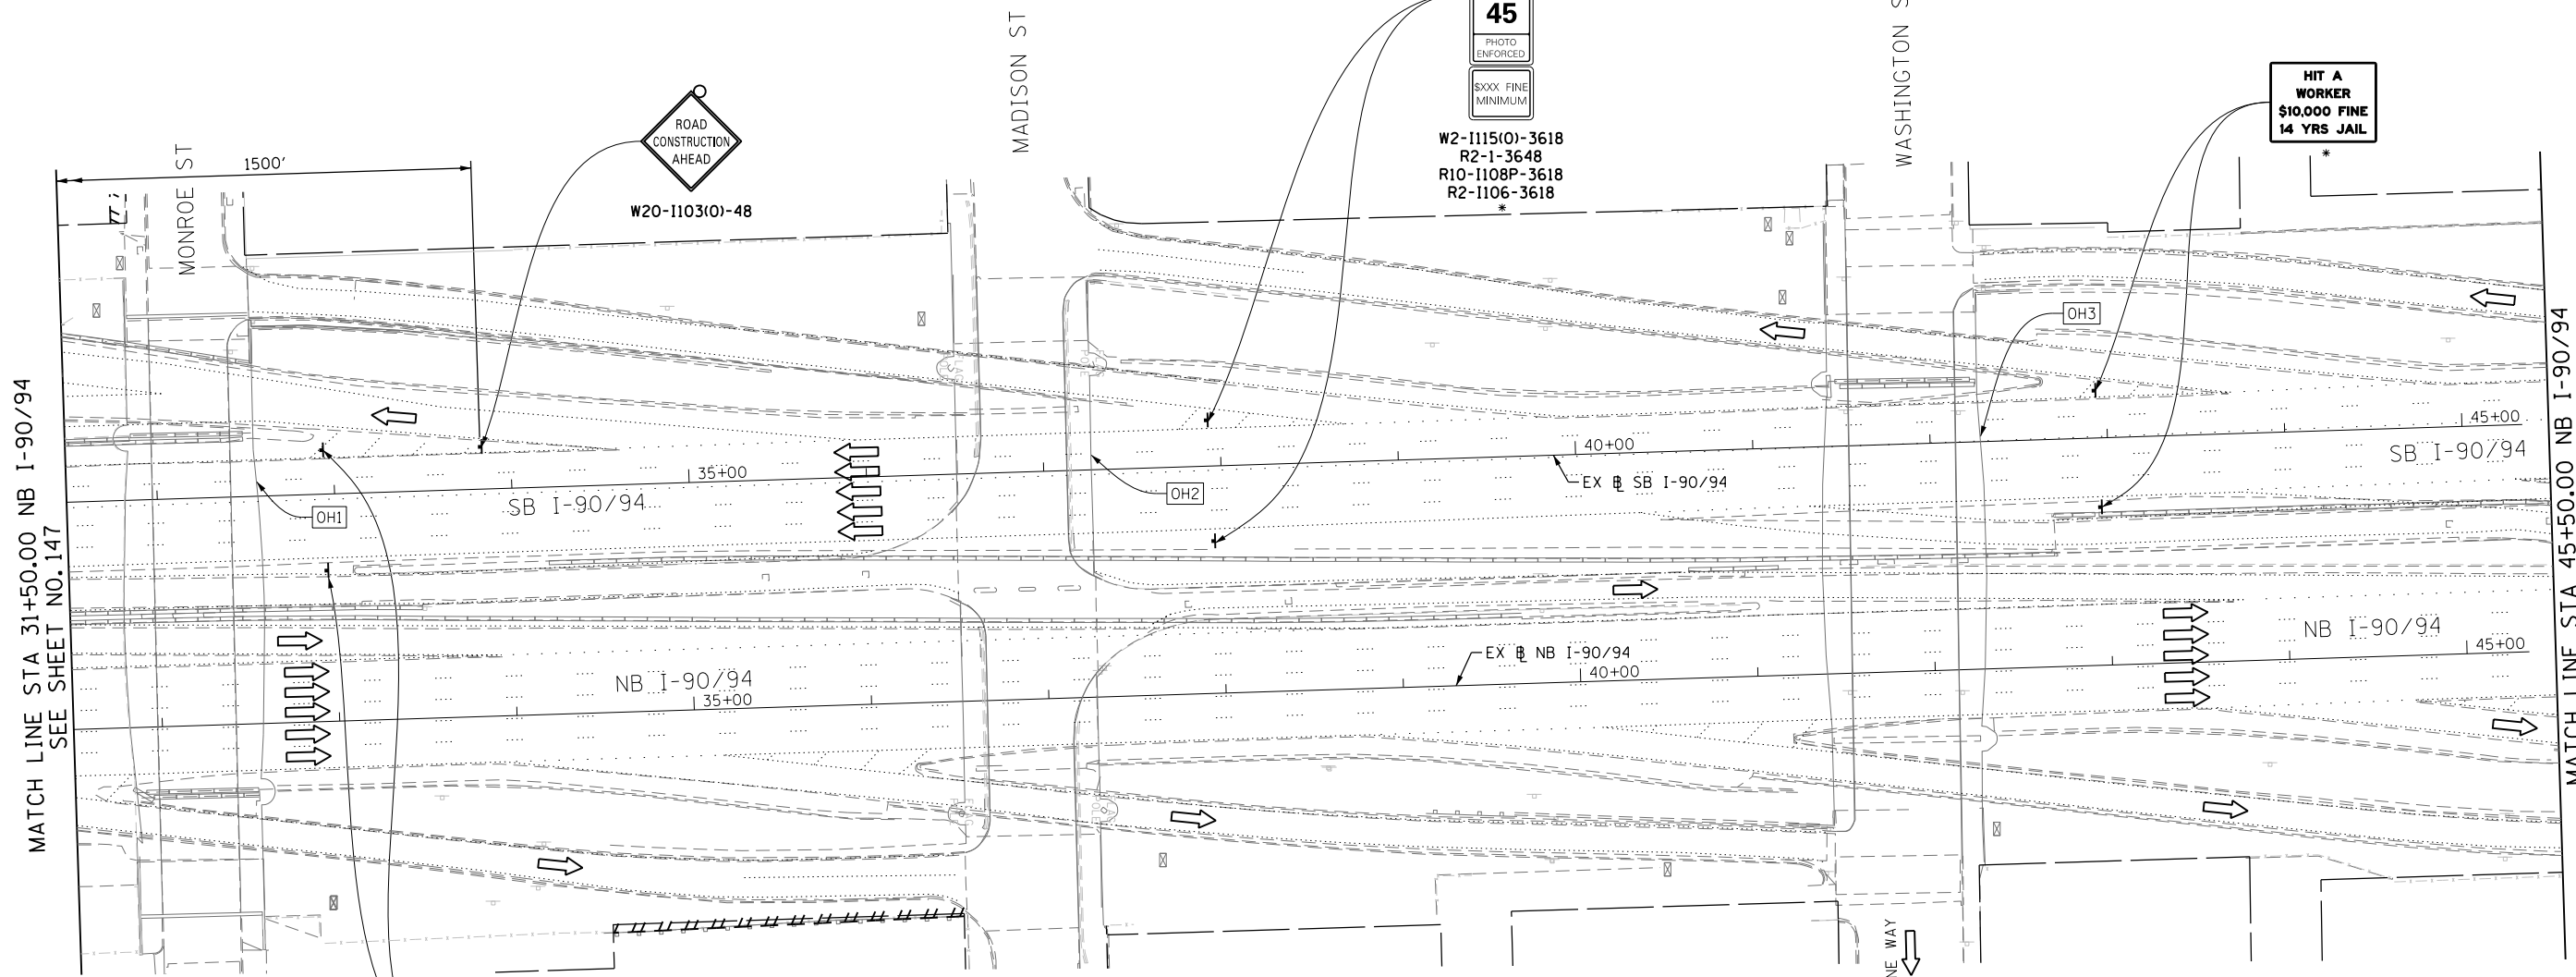 MATCH LINE STA 31+50.00 NB I-90/94
SEE SHEET NO.147
1500'
MONROE ST
ROAD
CONSTRUCTION
AHEAD
W20-I103(O)-48
MADISON ST
45
PHOTO
ENFORCED
$XXX FINE
MINIMUM
W2-I115(O)-3618
R2-1-3648
R10-I108P-3618
R2-I106-3618
*
WASHINGTON
HIT A
WORKER
$10,000 FINE
14 YRS JAIL
*
OH1
OH2
OH3
35+00
40+00
45+00
SB I-90/94
EX B SB I-90/94
SB I-90/94
NB I-90/94
35+00
EX B NB I-90/94
40+00
NB I-90/94
45+00
WAY
MATCH LINE STA 45+50.00 NB I-90/94